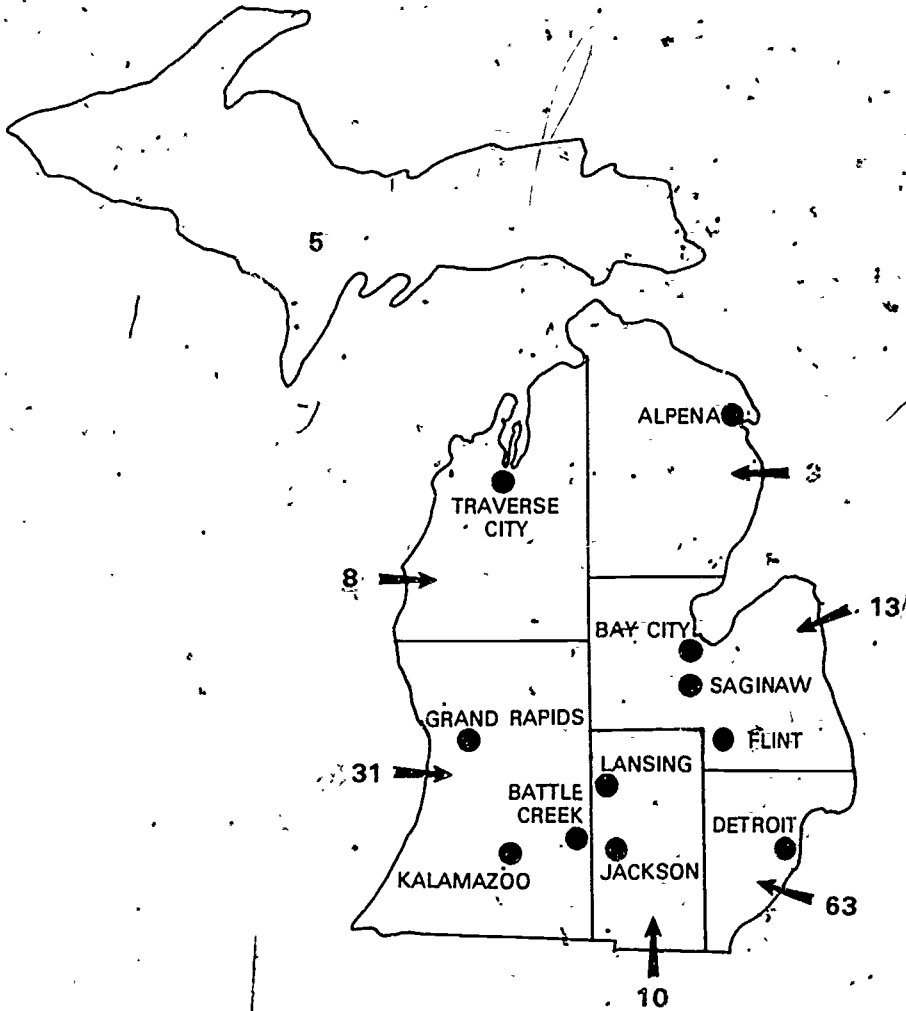 5
ALPENA
TRAVERSE
CITY
8
13
BAY CITY
SAGINAW
GRAND RAPIDS
FLINT
31
LANSING
BATTLE
CREEK
DETROIT
KALAMAZOO
JACKSON
63
10